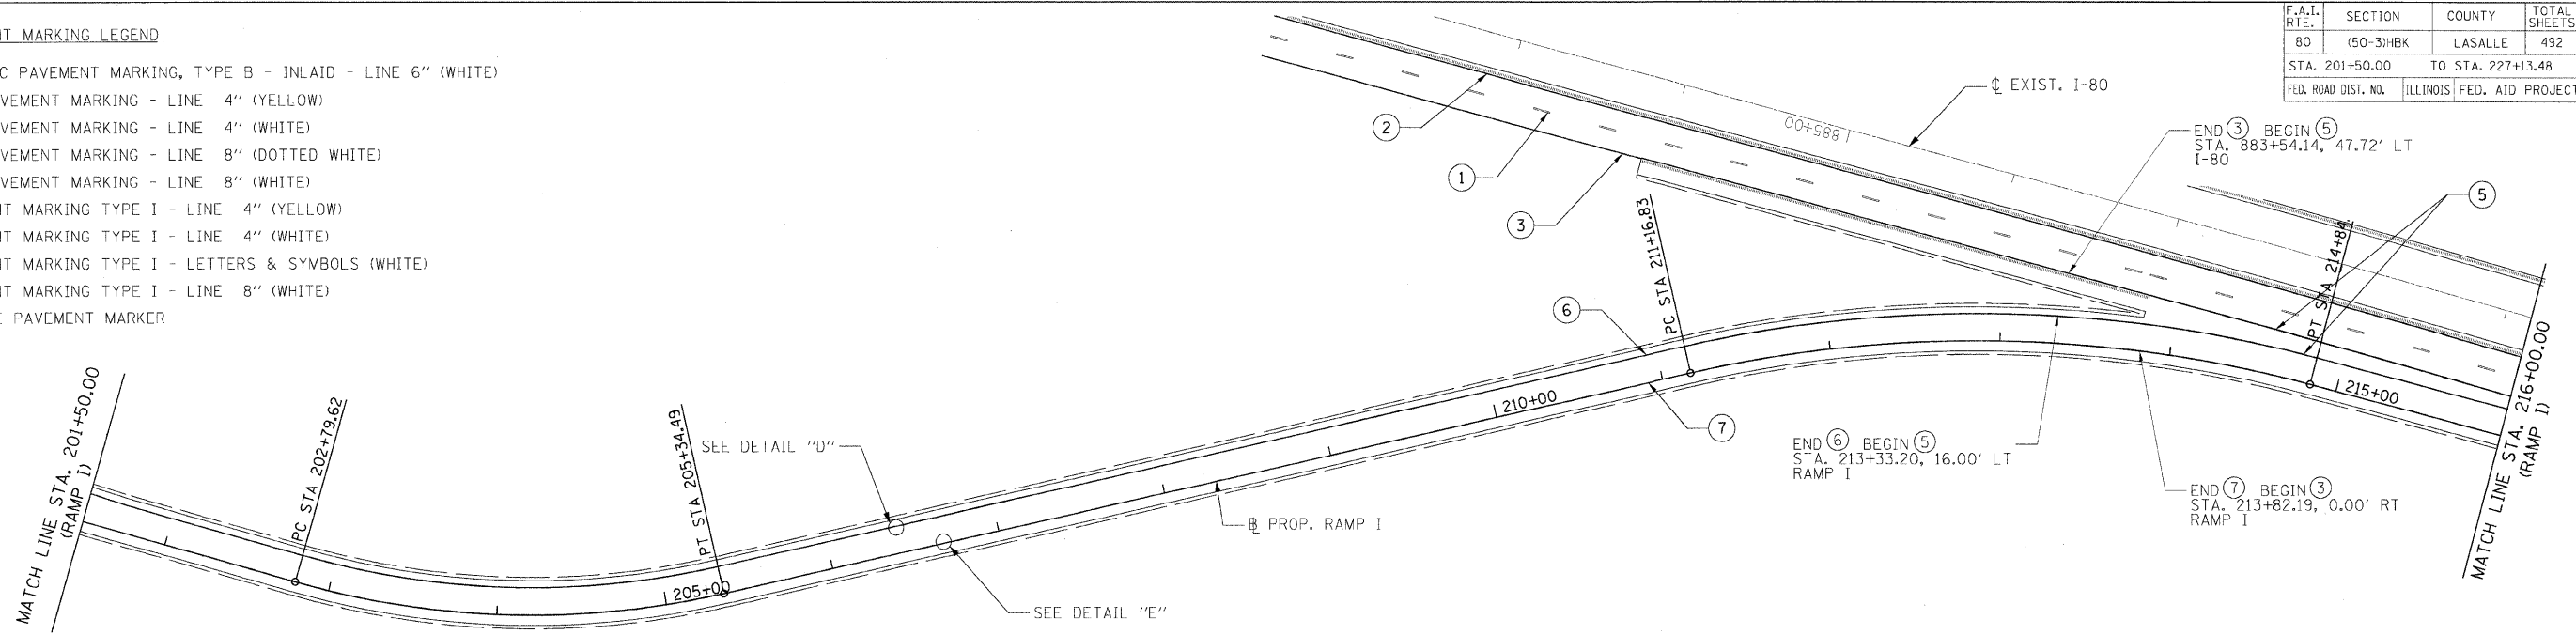 NT MARKING LEGEND
C PAVEMENT MARKING, TYPE B - INLAID - LINE 6" (WHITE)
VEMENT MARKING - LINE 4" (YELLOW)
VEMENT MARKING - LINE 4" (WHITE)
VEMENT MARKING - LINE 8" (DOTTED WHITE)
VEMENT MARKING - LINE 8" (WHITE)
NT MARKING TYPE I - LINE 4" (YELLOW)
NT MARKING TYPE I - LINE 4" (WHITE)
NT MARKING TYPE I - LETTERS & SYMBOLS (WHITE)
NT MARKING TYPE I - LINE 8" (WHITE)
E PAVEMENT MARKER
F.A.I. RTE. SECTION COUNTY TOTAL SHEETS
80 (50-3)HBK LASALLE 492
STA. 201+50.00 TO STA. 227+13.48
FED. ROAD DIST. NO. ILLINOIS FED. AID PROJECT
℄ EXIST. I-80
885+00
2
1
3
END 3 BEGIN 5
STA. 883+54.14, 47.72' LT
I-80
5
PC STA 211+16.83
PT STA 214+84.
6
7
210+00
215+00
END 6 BEGIN 5
STA. 213+33.20, 16.00' LT
RAMP I
END 7 BEGIN 3
STA. 213+82.19, 0.00' RT
RAMP I
MATCH LINE STA. 216+00.00
(RAMP I)
MATCH LINE STA. 201+50.00
(RAMP I)
PC STA 202+79.62
PT STA 205+34.49
205+00
SEE DETAIL "D"
SEE DETAIL "E"
B PROP. RAMP I